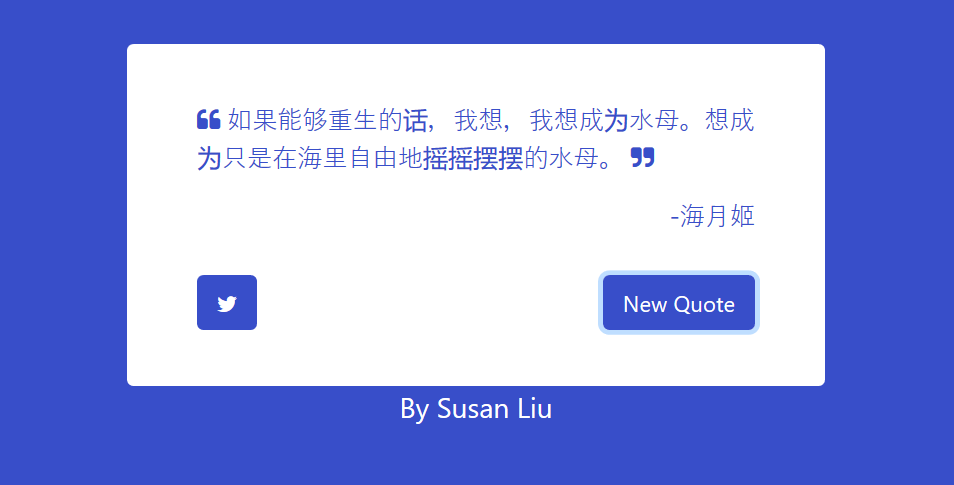 ❝ 如果能够重生的话，我想，我想成为水母。想成
为只是在海里自由地摇摇摆摆的水母。 ❞
-海月姬
New Quote
By Susan Liu